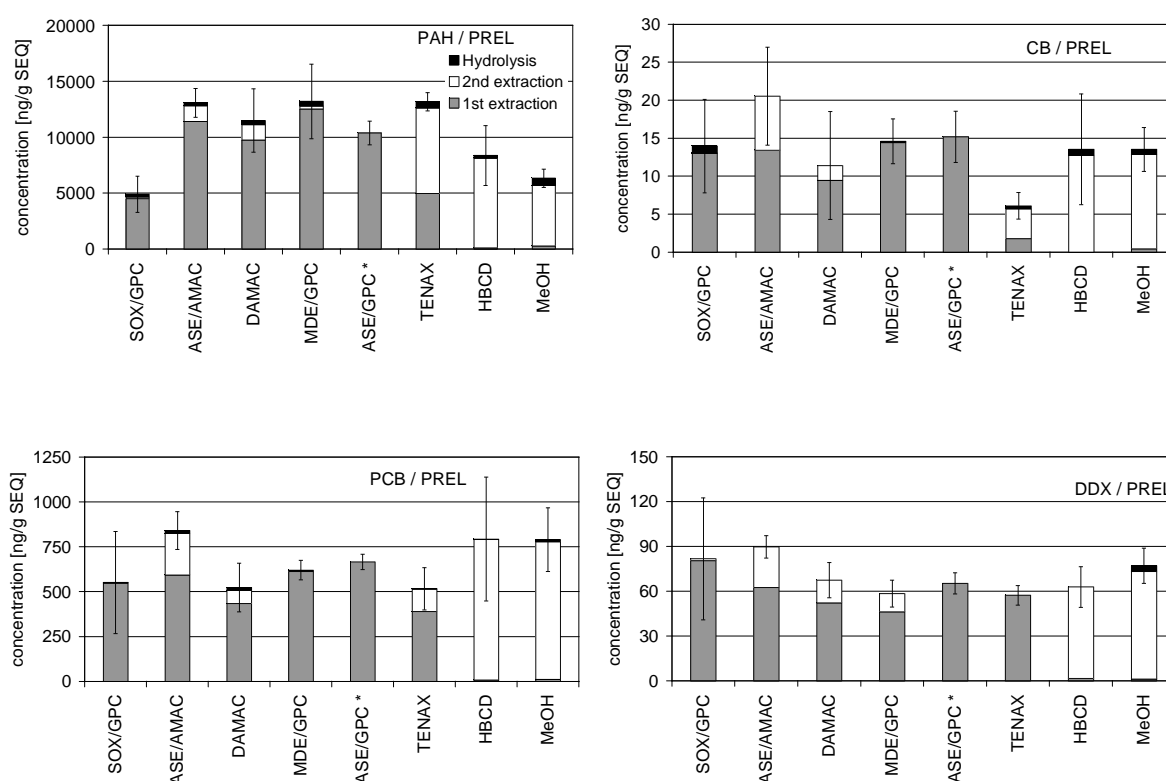 PAH / PREL
Hydrolysis
2nd extraction
1st extraction
concentration [ng/g SEQ]
20000
15000
10000
5000
0
SOX/GPC
ASE/AMAC
DAMAC
MDE/GPC
ASE/GPC *
TENAX
HBCD
MeOH
CB / PREL
concentration [ng/g SEQ]
30
25
20
15
10
5
0
SOX/GPC
ASE/AMAC
DAMAC
MDE/GPC
ASE/GPC *
TENAX
HBCD
MeOH
PCB / PREL
concentration [ng/g SEQ]
1250
1000
750
500
250
0
SOX/GPC
ASE/AMAC
DAMAC
MDE/GPC
ASE/GPC *
TENAX
HBCD
MeOH
DDX / PREL
concentration [ng/g SEQ]
150
120
90
60
30
0
SOX/GPC
ASE/AMAC
DAMAC
MDE/GPC
ASE/GPC *
TENAX
HBCD
MeOH